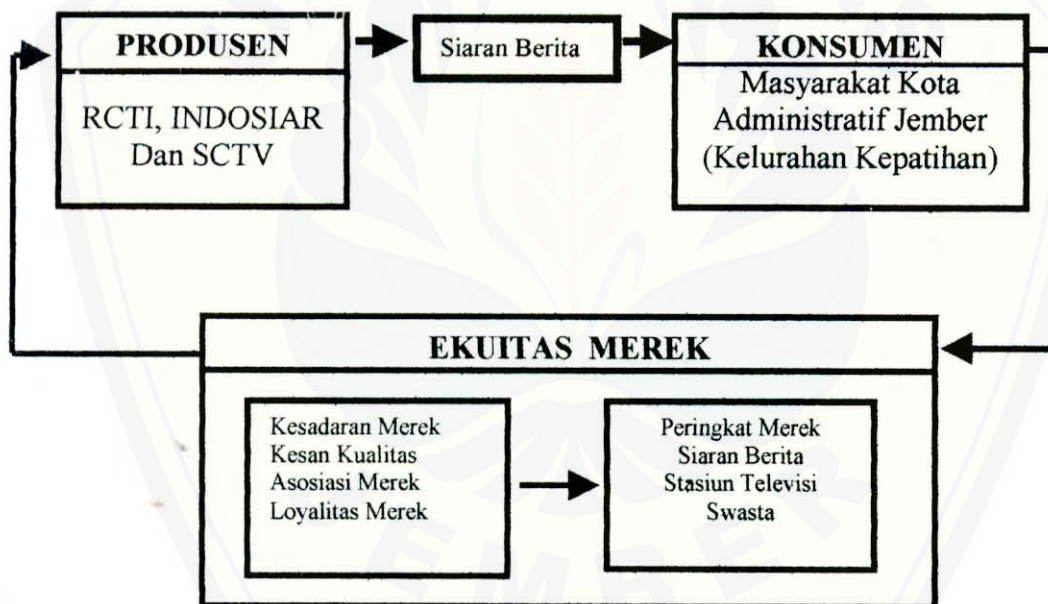 PRODUSEN
RCTI, INDOSIAR
Dan SCTV
Siaran Berita
KONSUMEN
Masyarakat Kota
Administratif Jember
(Kelurahan Kepatihan)
EKUITAS MEREK
Kesadaran Merek
Kesan Kualitas
Asosiasi Merek
Loyalitas Merek
Peringkat Merek
Siaran Berita
Stasiun Televisi
Swasta
JEMBER